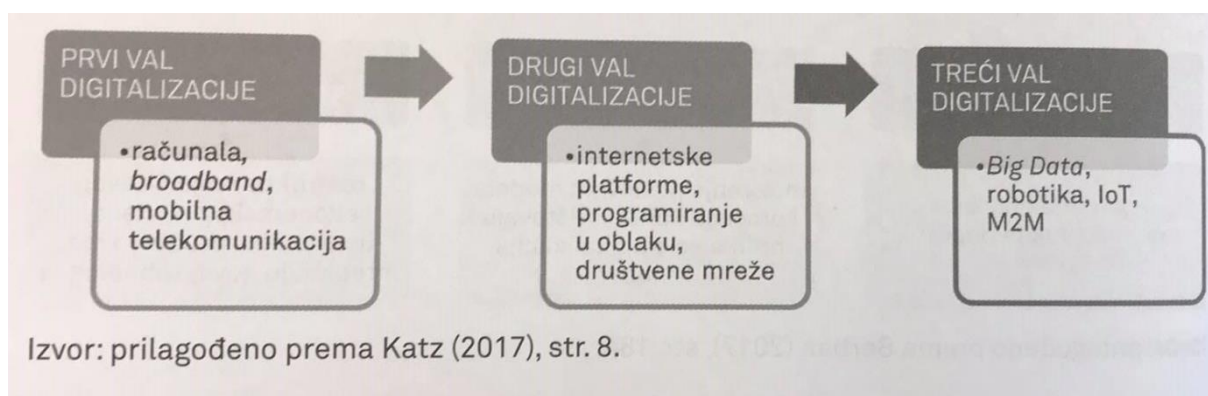 PRVI VAL
DIGITALIZACIJE
•računala,
broadband,
mobilna
telekomunikacija
DRUGI VAL
DIGITALIZACIJE
•internetske
platforme,
programiranje
u oblaku,
društvene mreže
TREĆI VAL
DIGITALIZACIJE
•Big Data,
robotika, IoT,
M2M
Izvor: prilagođeno prema Katz (2017), str. 8.